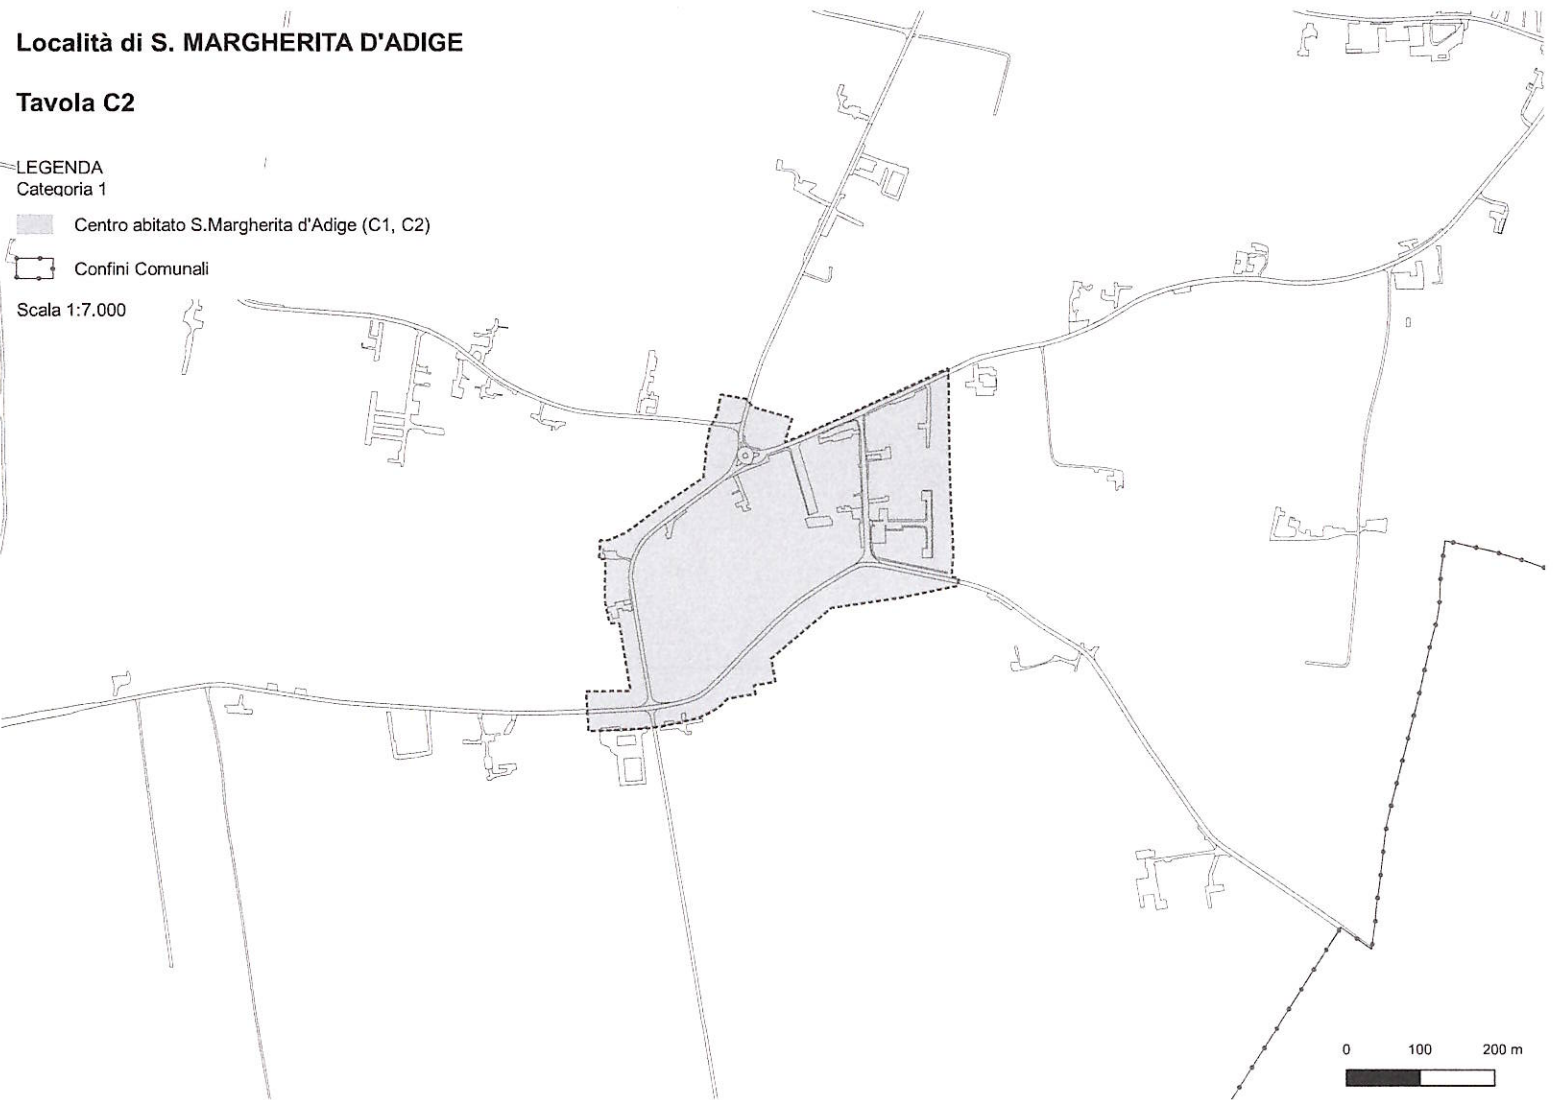 Località di S. MARGHERITA D'ADIGE
Tavola C2
LEGENDA
Categoria 1
Centro abitato S.Margherita d'Adige (C1, C2)
Confini Comunali
Scala 1:7.000
0 100 200 m